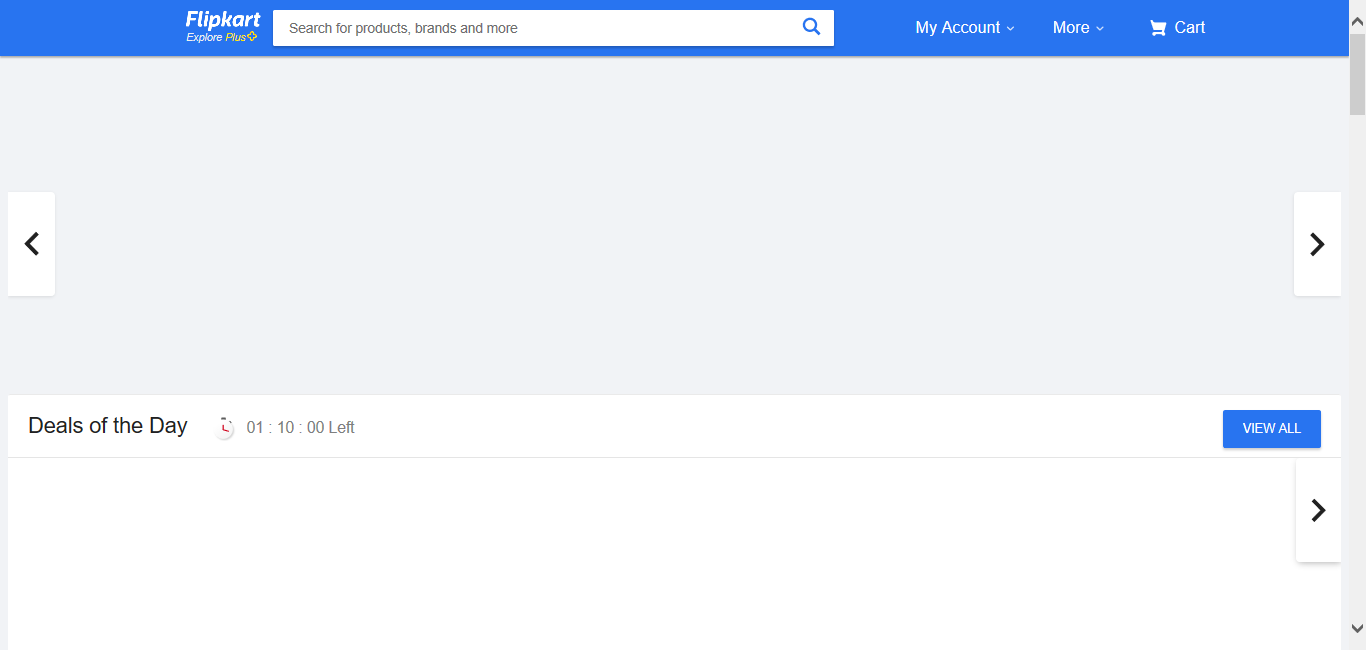 Flipkart
Explore Plus
Search for products, brands and more
My Account
More
Cart
Deals of the Day
01 : 10 : 00 Left
VIEW ALL